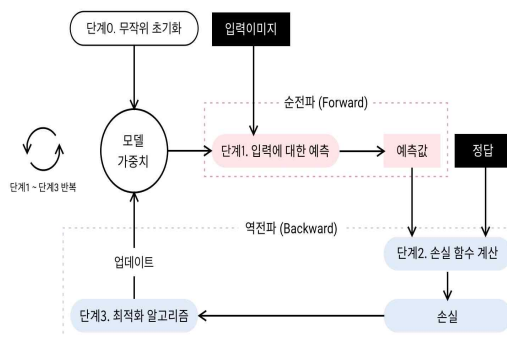 단계0. 무작위 초기화
입력이미지
순전파 (Forward)
모델
가중치
단계1. 입력에 대한 예측
예측값
정답
단계1 ~ 단계3 반복
역전파 (Backward)
단계2. 손실 함수 계산
업데이트
단계3. 최적화 알고리즘
손실